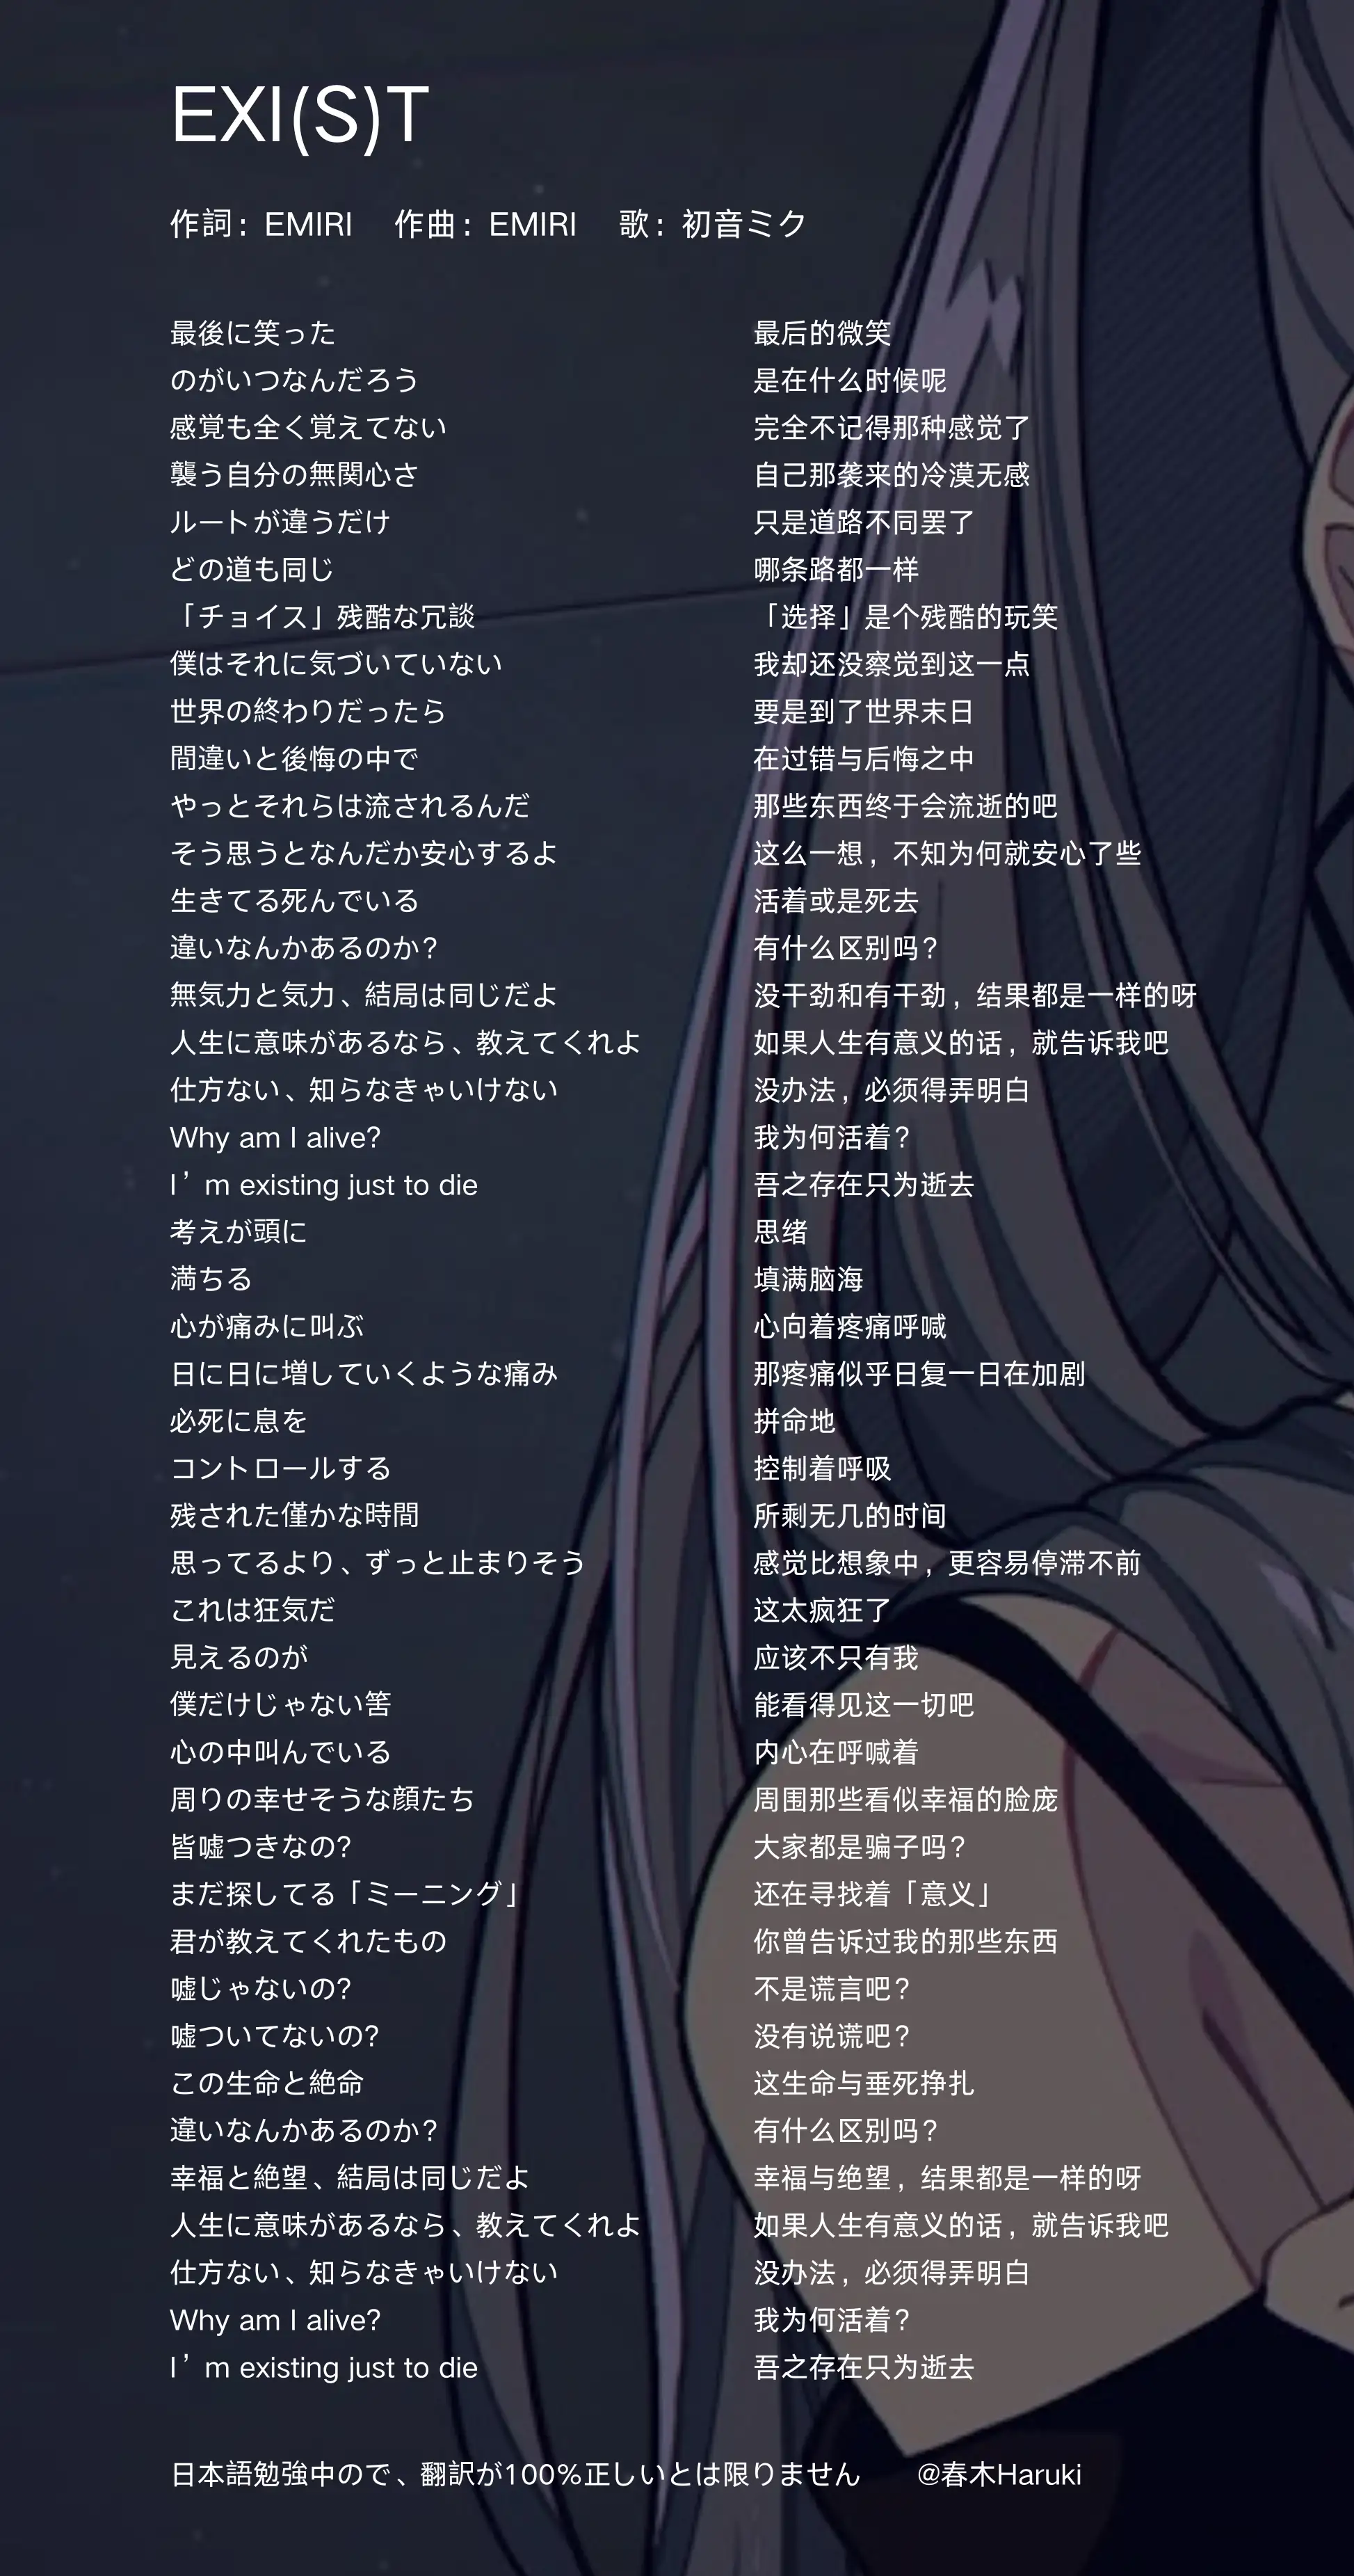 EXI(S)T
作詞：EMIRI　作曲：EMIRI　歌：初音ミク
最後に笑った　最后的微笑
のがいつなんだろう　是在什么时候呢
感覚も全く覚えてない　完全不记得那种感觉了
襲う自分の無関心さ　自己那袭来的冷漠无感
ルートが違うだけ　只是道路不同罢了
どの道も同じ　哪条路都一样
「チョイス」残酷な冗談　「选择」是个残酷的玩笑
僕はそれに気づいていない　我却还没察觉到这一点
世界の終わりだったら　要是到了世界末日
間違いと後悔の中で　在过错与后悔之中
やっとそれらは流されるんだ　那些东西终于会流逝的吧
そう思うとなんだか安心するよ　这么一想，不知为何就安心了些
生きてる死んでいる　活着或是死去
違いなんかあるのか？　有什么区别吗？
無気力と気力、結局は同じだよ　没干劲和有干劲，结果都是一样的呀
人生に意味があるなら、教えてくれよ　如果人生有意义的话，就告诉我吧
仕方ない、知らなきゃいけない　没办法，必须得弄明白
Why am I alive?　我为何活着？
I’m existing just to die　吾之存在只为逝去
考えが頭に　思绪
満ちる　填满脑海
心が痛みに叫ぶ　心向着疼痛呼喊
日に日に増していくような痛み　那疼痛似乎日复一日在加剧
必死に息を　拼命地
コントロールする　控制着呼吸
残された僅かな時間　所剩无几的时间
思ってるより、ずっと止まりそう　感觉比想象中，更容易停滞不前
これは狂気だ　这太疯狂了
見えるのが　应该不只有我
僕だけじゃない筈　能看得见这一切吧
心の中叫んでいる　内心在呼喊着
周りの幸せそうな顔たち　周围那些看似幸福的脸庞
皆嘘つきなの?　大家都是骗子吗？
まだ探してる「ミーニング」　还在寻找着「意义」
君が教えてくれたもの　你曾告诉过我的那些东西
嘘じゃないの?　不是谎言吧？
嘘ついてないの?　没有说谎吧？
この生命と絶命　这生命与垂死挣扎
違いなんかあるのか？　有什么区别吗？
幸福と絶望、結局は同じだよ　幸福与绝望，结果都是一样的呀
人生に意味があるなら、教えてくれよ　如果人生有意义的话，就告诉我吧
仕方ない、知らなきゃいけない　没办法，必须得弄明白
Why am I alive?　我为何活着？
I’m existing just to die　吾之存在只为逝去
日本語勉強中ので、翻訳が100%正しいとは限りません　@春木Haruki